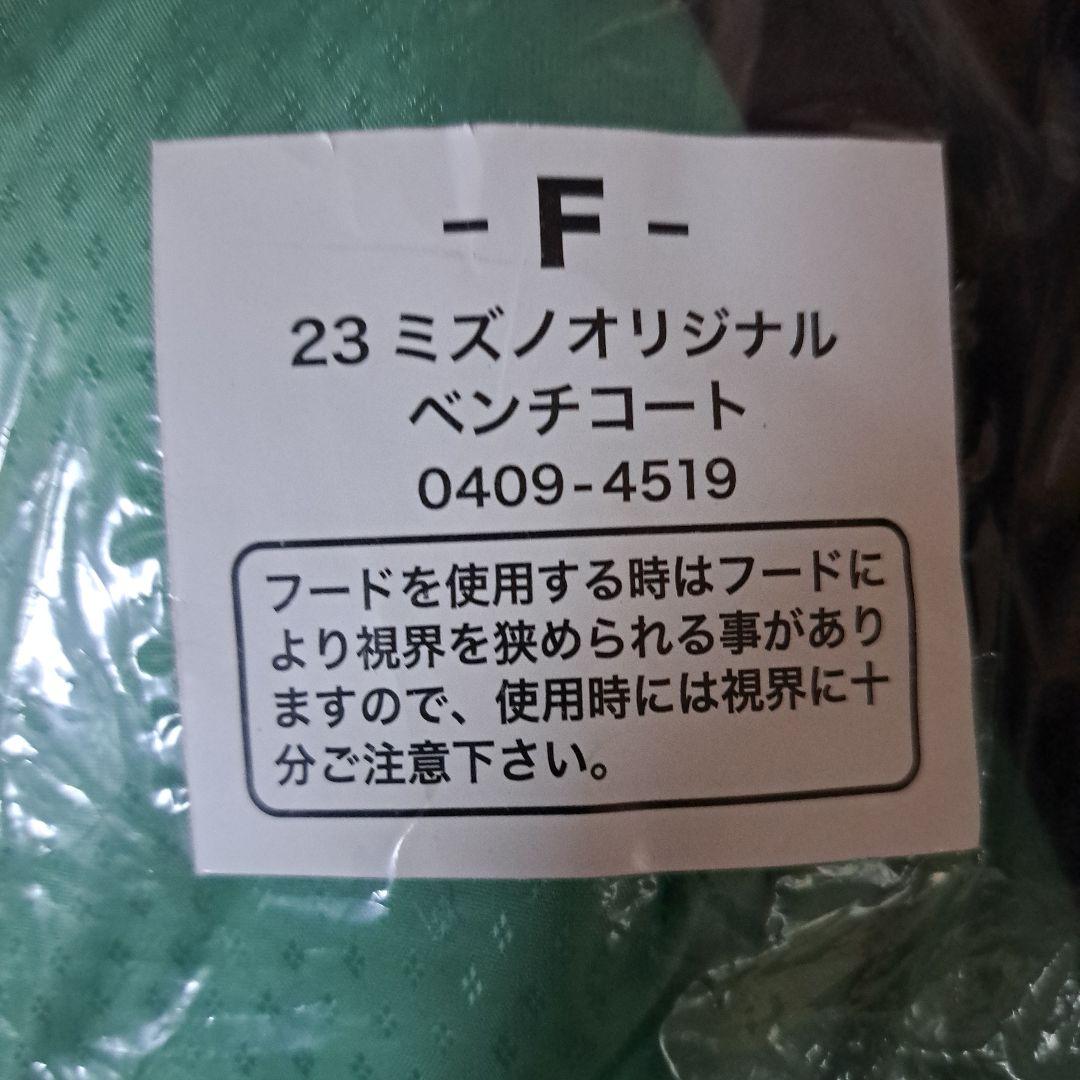 - F -
23 ミズノオリジナル
ベンチコート
0409-4519
フードを使用する時はフードに
より視界を狭められる事があり
ますので、使用時には視界に十
分ご注意下さい。